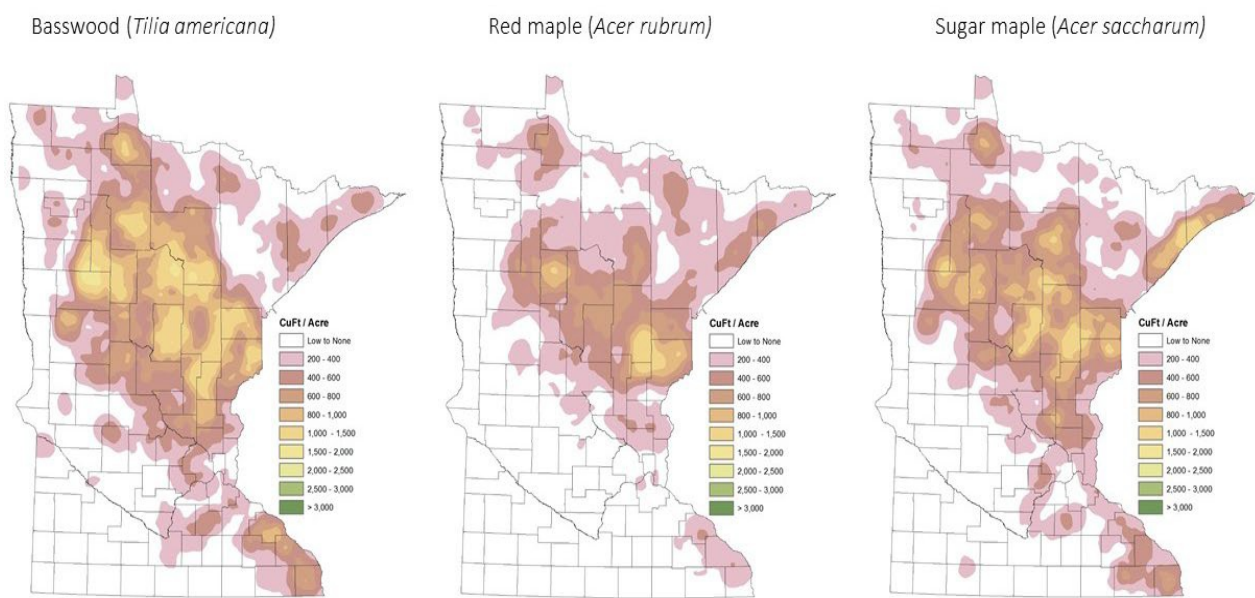 Basswood (Tilia americana)
Red maple (Acer rubrum)
Sugar maple (Acer saccharum)
CuFt / Acre
Low to None
200 - 400
400 - 600
600 - 800
800 - 1,000
1,000 - 1,500
1,500 - 2,000
2,000 - 2,500
2,500 - 3,000
> 3,000
CuFt / Acre
Low to None
200 - 400
400 - 600
600 - 800
800 - 1,000
1,000 - 1,500
1,500 - 2,000
2,000 - 2,500
2,500 - 3,000
> 3,000
CuFt / Acre
Low to None
200 - 400
400 - 600
600 - 800
800 - 1,000
1,000 - 1,500
1,500 - 2,000
2,000 - 2,500
2,500 - 3,000
> 3,000